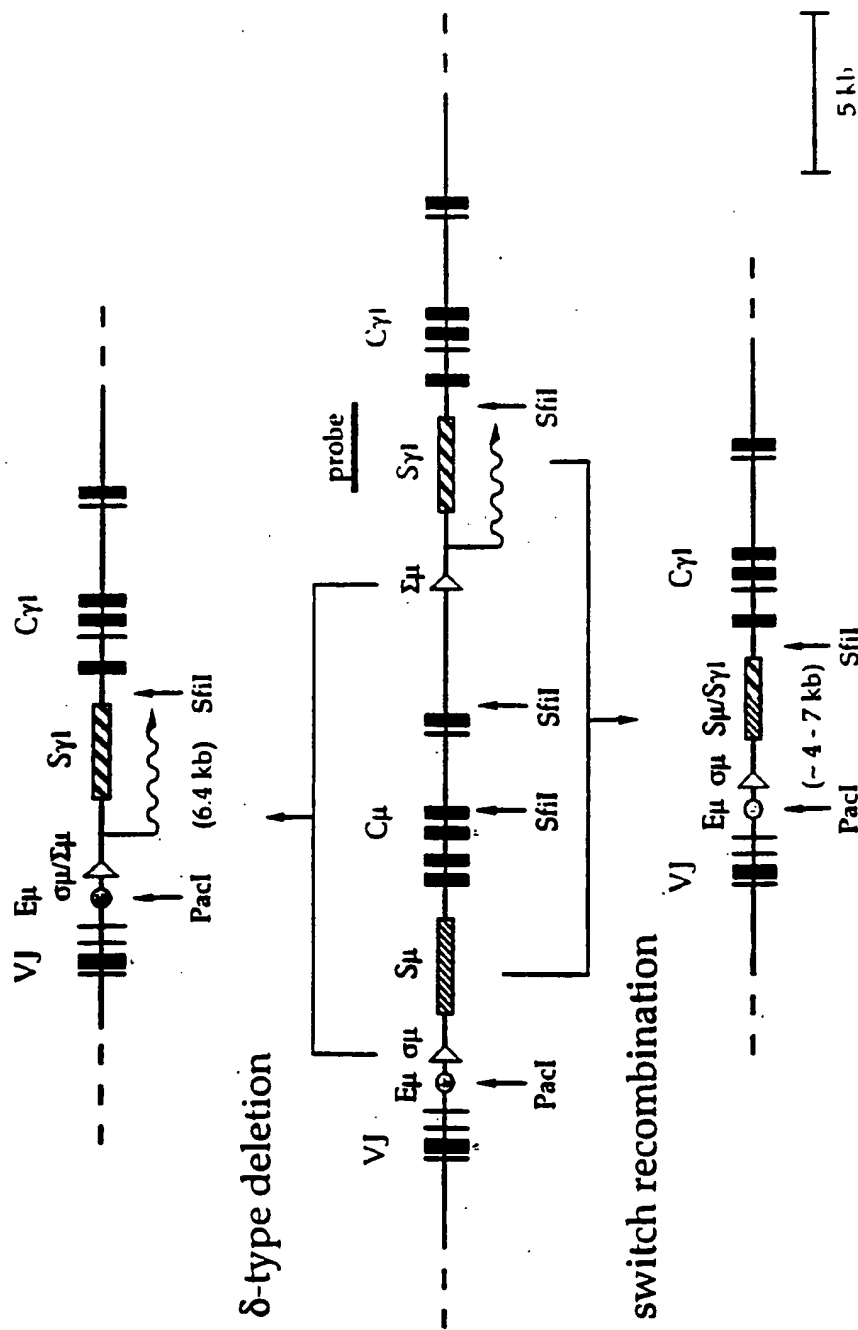 VJ Eμ Sγ1 Cγ1
σμ/Σμ
(6.4 kb)
PacI SfiI
δ-type deletion
probe
VJ Eμ σμ Sμ Cμ Σμ Sγ1 Cγ1
PacI SfiI SfiI SfiI
switch recombination
VJ Eμ σμ Sμ/Sγ1 Cγ1
(~ 4 - 7 kb)
PacI SfiI
5 kb